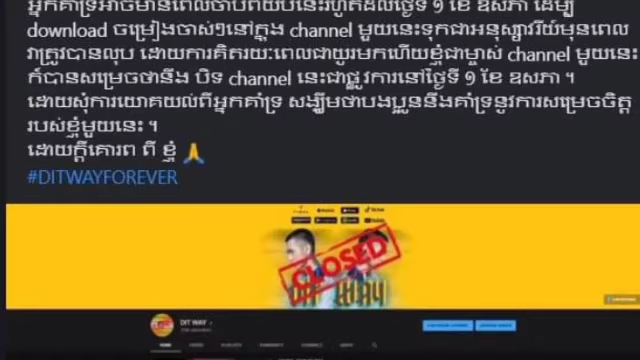 អ្នកគាំទ្រអាចមានពេលចាប់ពីយប់នេះរហូតដល់ថ្ងៃទី ១ ខែ ឧសភា ដើម្បី
download ចម្រៀងចាស់ៗនៅក្នុង channel មួយនេះទុកជាអនុស្សាវរីយ៍មុនពេល
វាត្រូវបានលុប ដោយការគិតរយៈពេលជាយូរមកហើយខ្ញុំជាម្ចាស់ channel មួយនេះ
ក៏បានសម្រេចថានឹង បិទ channel នេះជាផ្លូវការនៅថ្ងៃទី ១ ខែ ឧសភា ។
ដោយសុំការយោគយល់ពីអ្នកគាំទ្រ សង្ឃឹមថាបងប្អូននឹងគាំទ្រនូវការសម្រេចចិត្ត
របស់ខ្ញុំមួយនេះ ។
ដោយក្តីគោរព ពី ខ្ញុំ 🙏
#DITWAYFOREVER
CLOSED
DIT WAY
DIT WAY
HOME